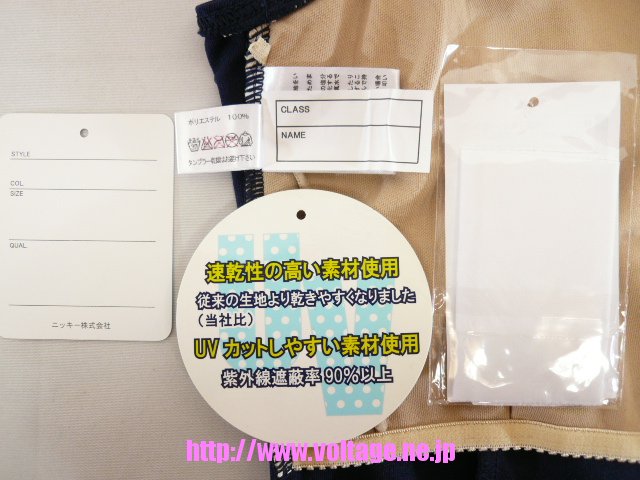 STYLE
COL.
SIZE
QUAL.
ニッキー株式会社
ポリエステル 100%
タンブラー乾燥はお避け下さい
CLASS
NAME
速乾性の高い素材使用
従来の生地より乾きやすくなりました
（当社比）
UVカットしやすい素材使用
紫外線遮蔽率90％以上
http://www.voltage.ne.jp